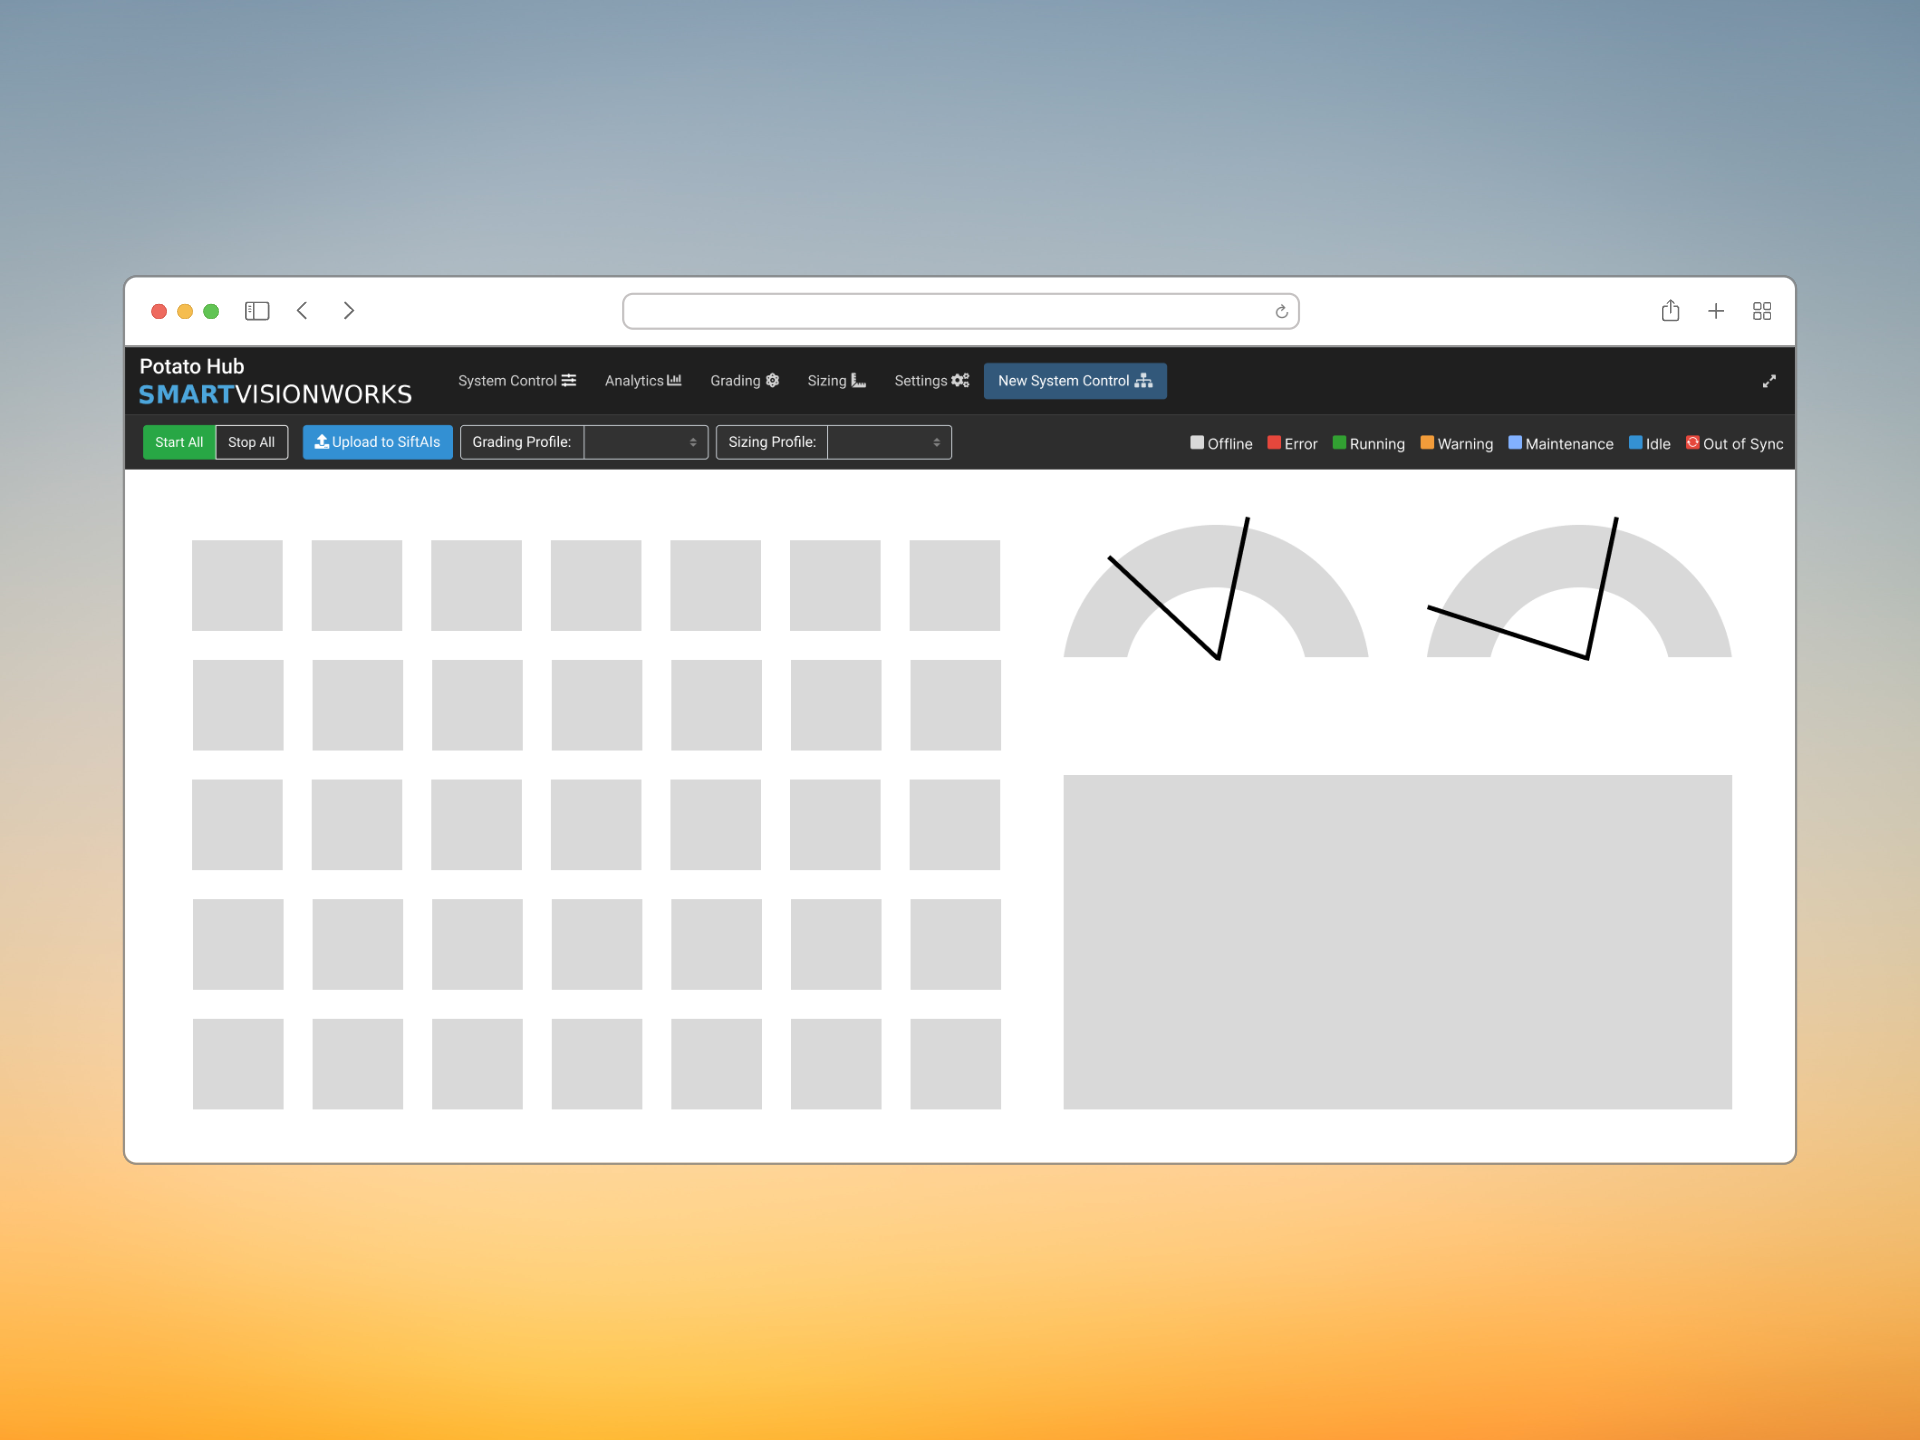 Potato Hub
SMARTVISIONWORKS
System Control
Analytics
Grading
Sizing
Settings
New System Control
Start All
Stop All
Upload to SiftAIs
Grading Profile:
Sizing Profile:
Offline
Error
Running
Warning
Maintenance
Idle
Out of Sync